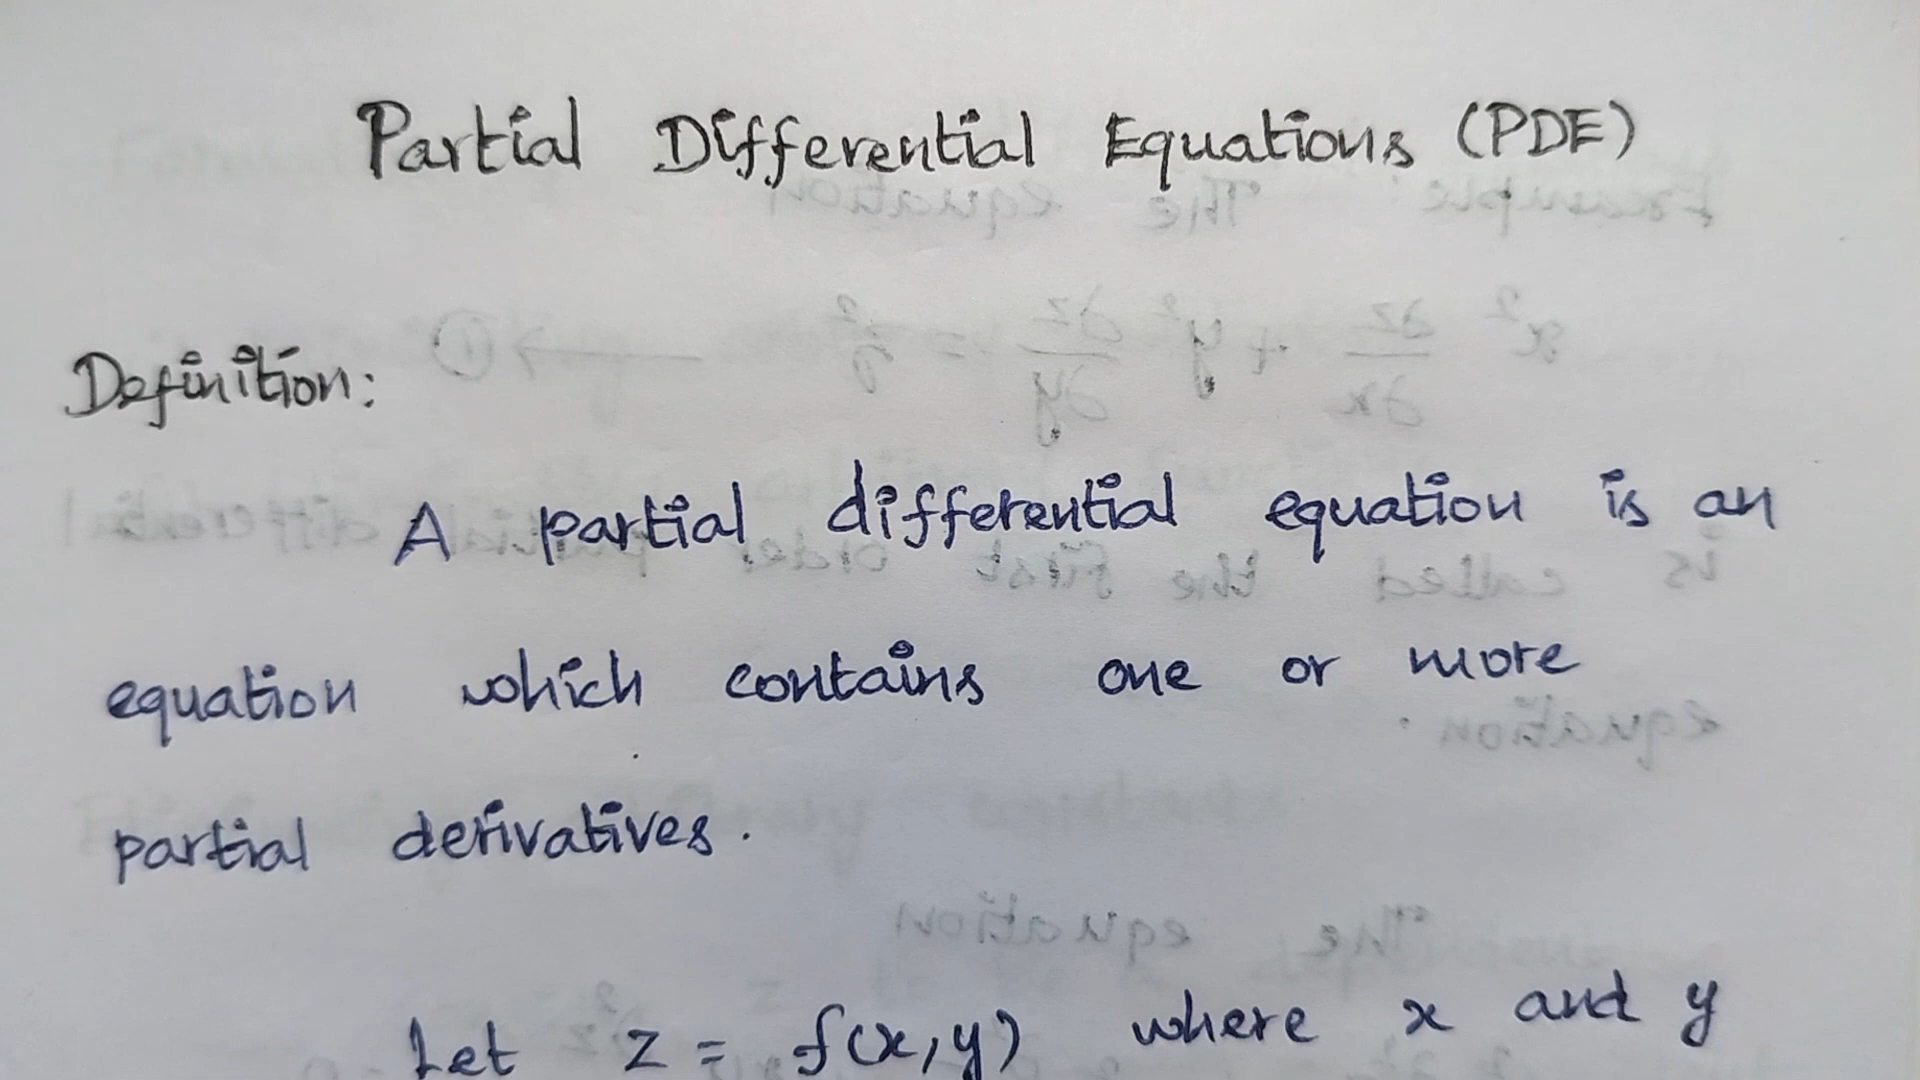 Partial Differential Equations (PDE)
Definition:
A partial differential equation is an
equation which contains one or more
partial derivatives.
Let z = f(x,y) where x and y